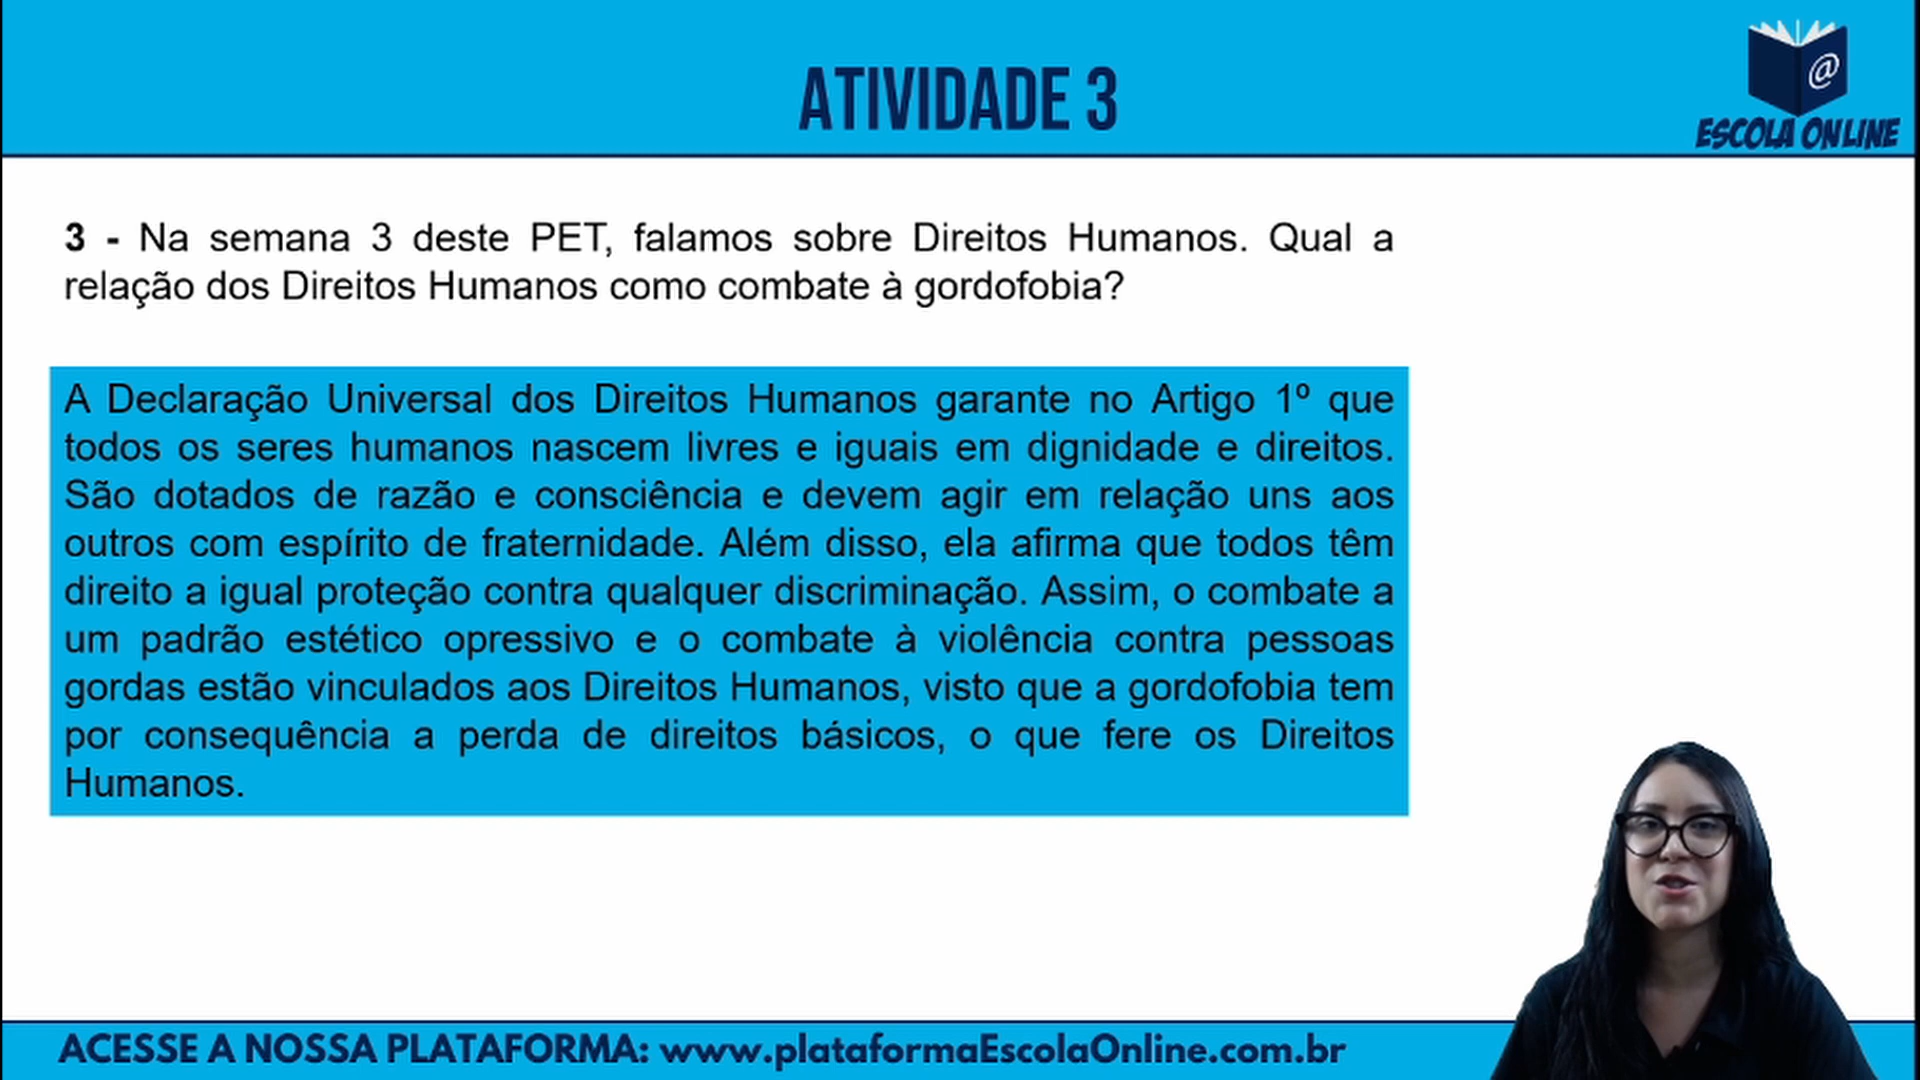 ATIVIDADE 3
@
ESCOLA ONLINE
3 - Na semana 3 deste PET, falamos sobre Direitos Humanos. Qual a
relação dos Direitos Humanos como combate à gordofobia?
A Declaração Universal dos Direitos Humanos garante no Artigo 1º que
todos os seres humanos nascem livres e iguais em dignidade e direitos.
São dotados de razão e consciência e devem agir em relação uns aos
outros com espírito de fraternidade. Além disso, ela afirma que todos têm
direito a igual proteção contra qualquer discriminação. Assim, o combate a
um padrão estético opressivo e o combate à violência contra pessoas
gordas estão vinculados aos Direitos Humanos, visto que a gordofobia tem
por consequência a perda de direitos básicos, o que fere os Direitos
Humanos.
ACESSE A NOSSA PLATAFORMA: www.plataformaEscolaOnline.com.br